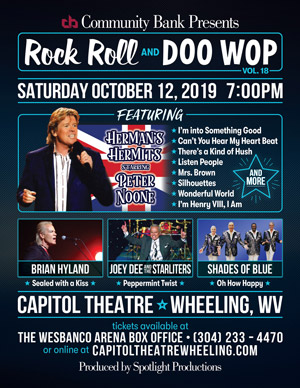 cb Community Bank Presents
Rock Roll AND DOO WOP
VOL. 18
SATURDAY OCTOBER 12, 2019 7:00PM
FEATURING
HERMAN'S
HERMITS
STARRING
PETER
NOONE
★ I'm into Something Good
★ Can't You Hear My Heart Beat
★ There's a Kind of Hush
★ Listen People
★ Mrs. Brown
★ Silhouettes
★ Wonderful World
★ I'm Henry VIII, I Am
AND
MORE
BRIAN HYLAND
★ Sealed with a Kiss ★
JOEY DEE AND THE STARLITERS
★ Peppermint Twist ★
SHADES OF BLUE
★ Oh How Happy ★
CAPITOL THEATRE ★ WHEELING, WV
tickets available at
THE WESBANCO ARENA BOX OFFICE • (304) 233 - 4470
or online at CAPITOLTHEATREWHEELING.COM
Produced by Spotlight Productions